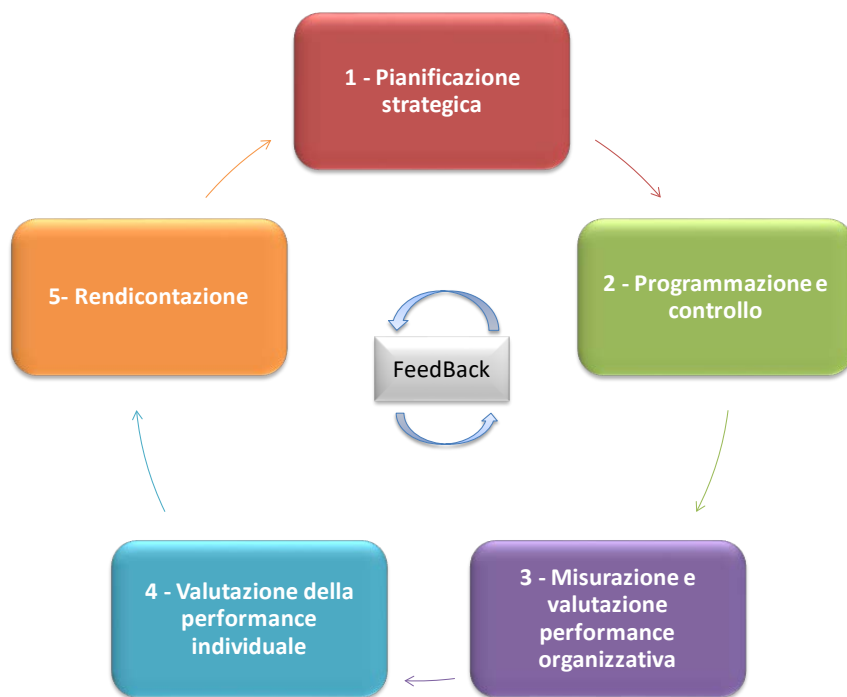 1 - Pianificazione
strategica
2 - Programmazione e
controllo
3 - Misurazione e
valutazione
performance
organizzativa
4 - Valutazione della
performance
individuale
5- Rendicontazione
FeedBack